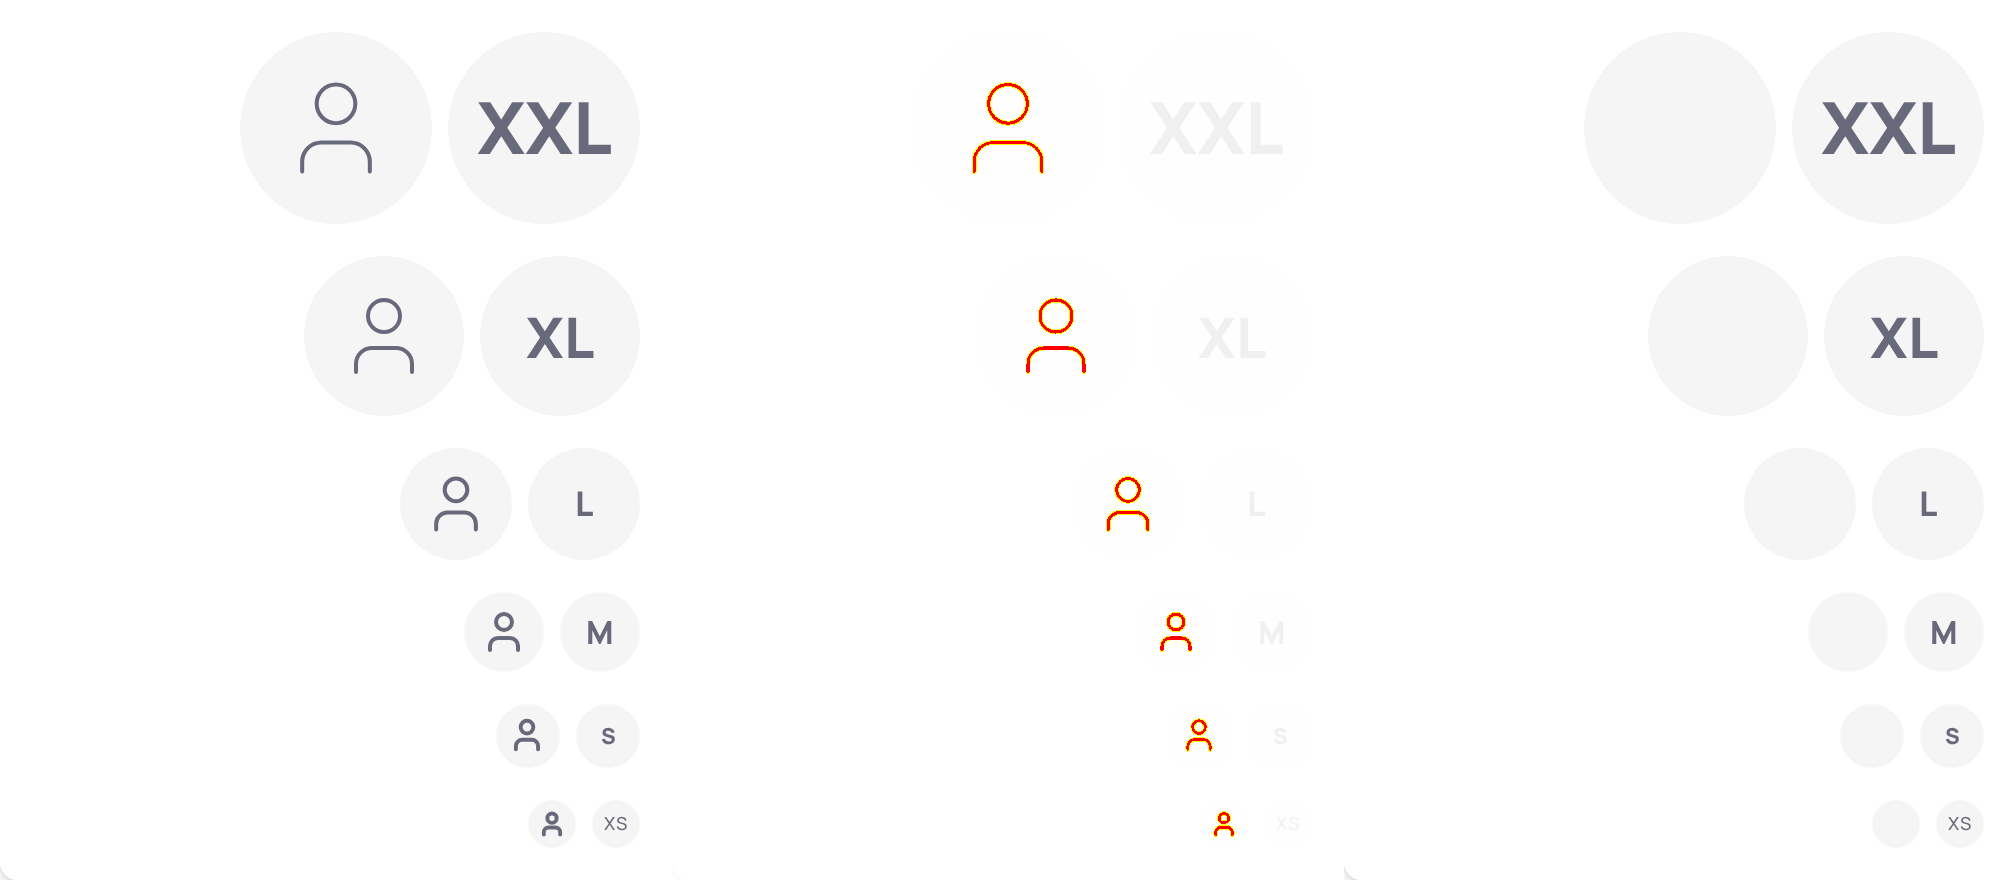 XXL XXL XXL
XL XL XL
L L L
M M M
S S S
XS XS XS